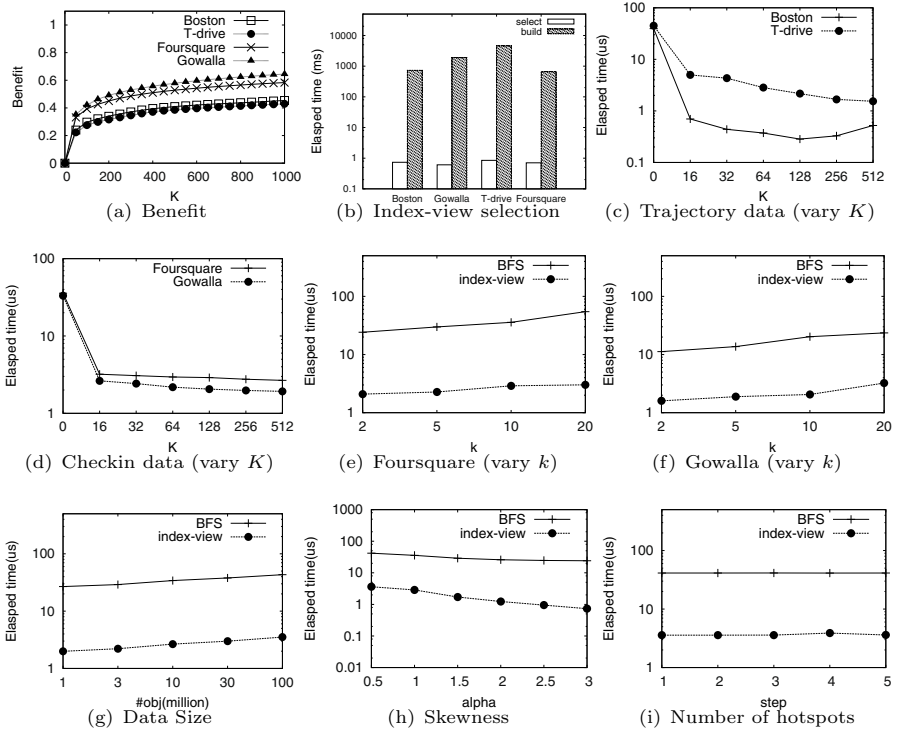 Boston
T-drive
Foursquare
Gowalla
Benefit
1
0.8
0.6
0.4
0.2
0
0 200 400 600 800 1000
K
(a) Benefit
select
build
Elasped time (ms)
10000
1000
100
10
1
0.1
Boston Gowalla T-drive Foursquare
(b) Index-view selection
Boston
T-drive
Elasped time(us)
100
10
1
0.1
0 16 32 64 128 256 512
K
(c) Trajectory data (vary K)
Foursquare
Gowalla
Elasped time(us)
100
10
1
0 16 32 64 128 256 512
K
(d) Checkin data (vary K)
BFS
index-view
Elasped time(us)
100
10
1
2 5 10 20
k
(e) Foursquare (vary k)
BFS
index-view
Elasped time(us)
100
10
1
2 5 10 20
k
(f) Gowalla (vary k)
BFS
index-view
Elasped time(us)
100
10
1
1 3 10 30 100
#obj(million)
(g) Data Size
BFS
index-view
Elasped time(us)
1000
100
10
1
0.1
0.01
0.5 1 1.5 2 2.5 3
alpha
(h) Skewness
BFS
index-view
Elasped time(us)
100
10
1
1 2 3 4 5
step
(i) Number of hotspots